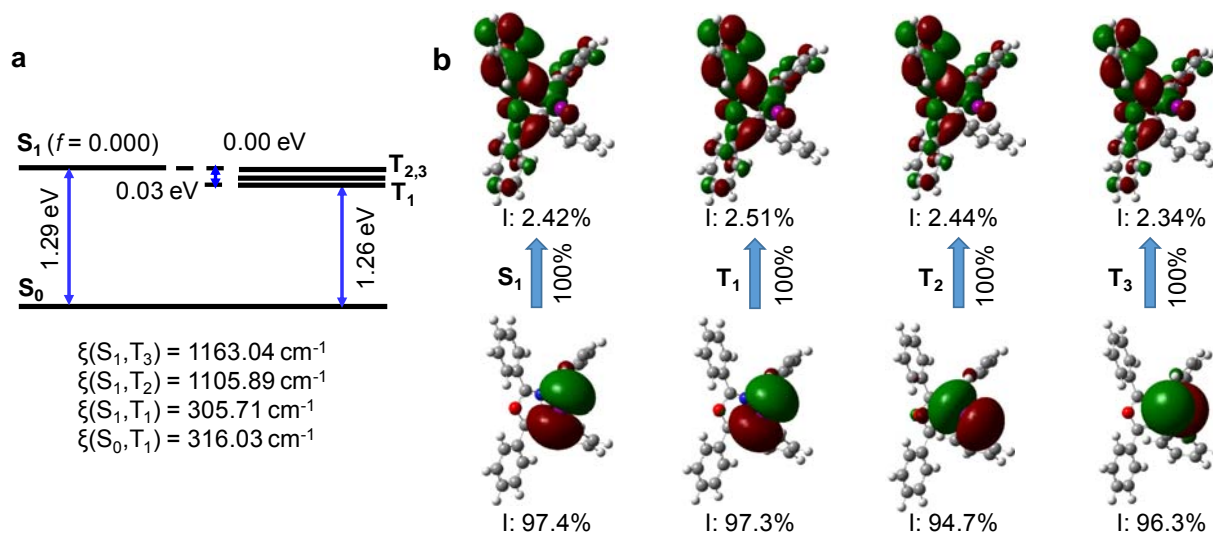 a
S₁ (f = 0.000)
0.00 eV
T₂,₃
0.03 eV
T₁
1.29 eV
1.26 eV
S₀
ξ(S₁,T₃) = 1163.04 cm⁻¹
ξ(S₁,T₂) = 1105.89 cm⁻¹
ξ(S₁,T₁) = 305.71 cm⁻¹
ξ(S₀,T₁) = 316.03 cm⁻¹
b
I: 2.42% I: 2.51% I: 2.44% I: 2.34%
S₁ 100% T₁ 100% T₂ 100% T₃ 100%
I: 97.4% I: 97.3% I: 94.7% I: 96.3%